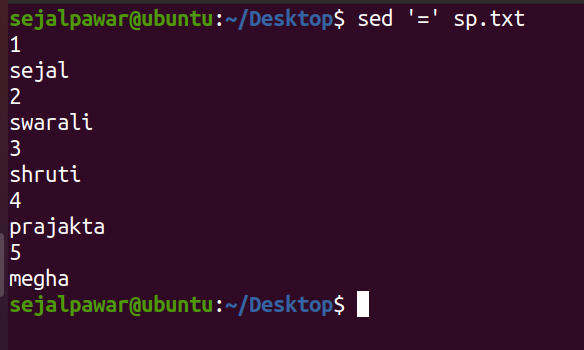 sejalpawar@ubuntu:~/Desktop$ sed '=' sp.txt
1
sejal
2
swarali
3
shruti
4
prajakta
5
megha
sejalpawar@ubuntu:~/Desktop$